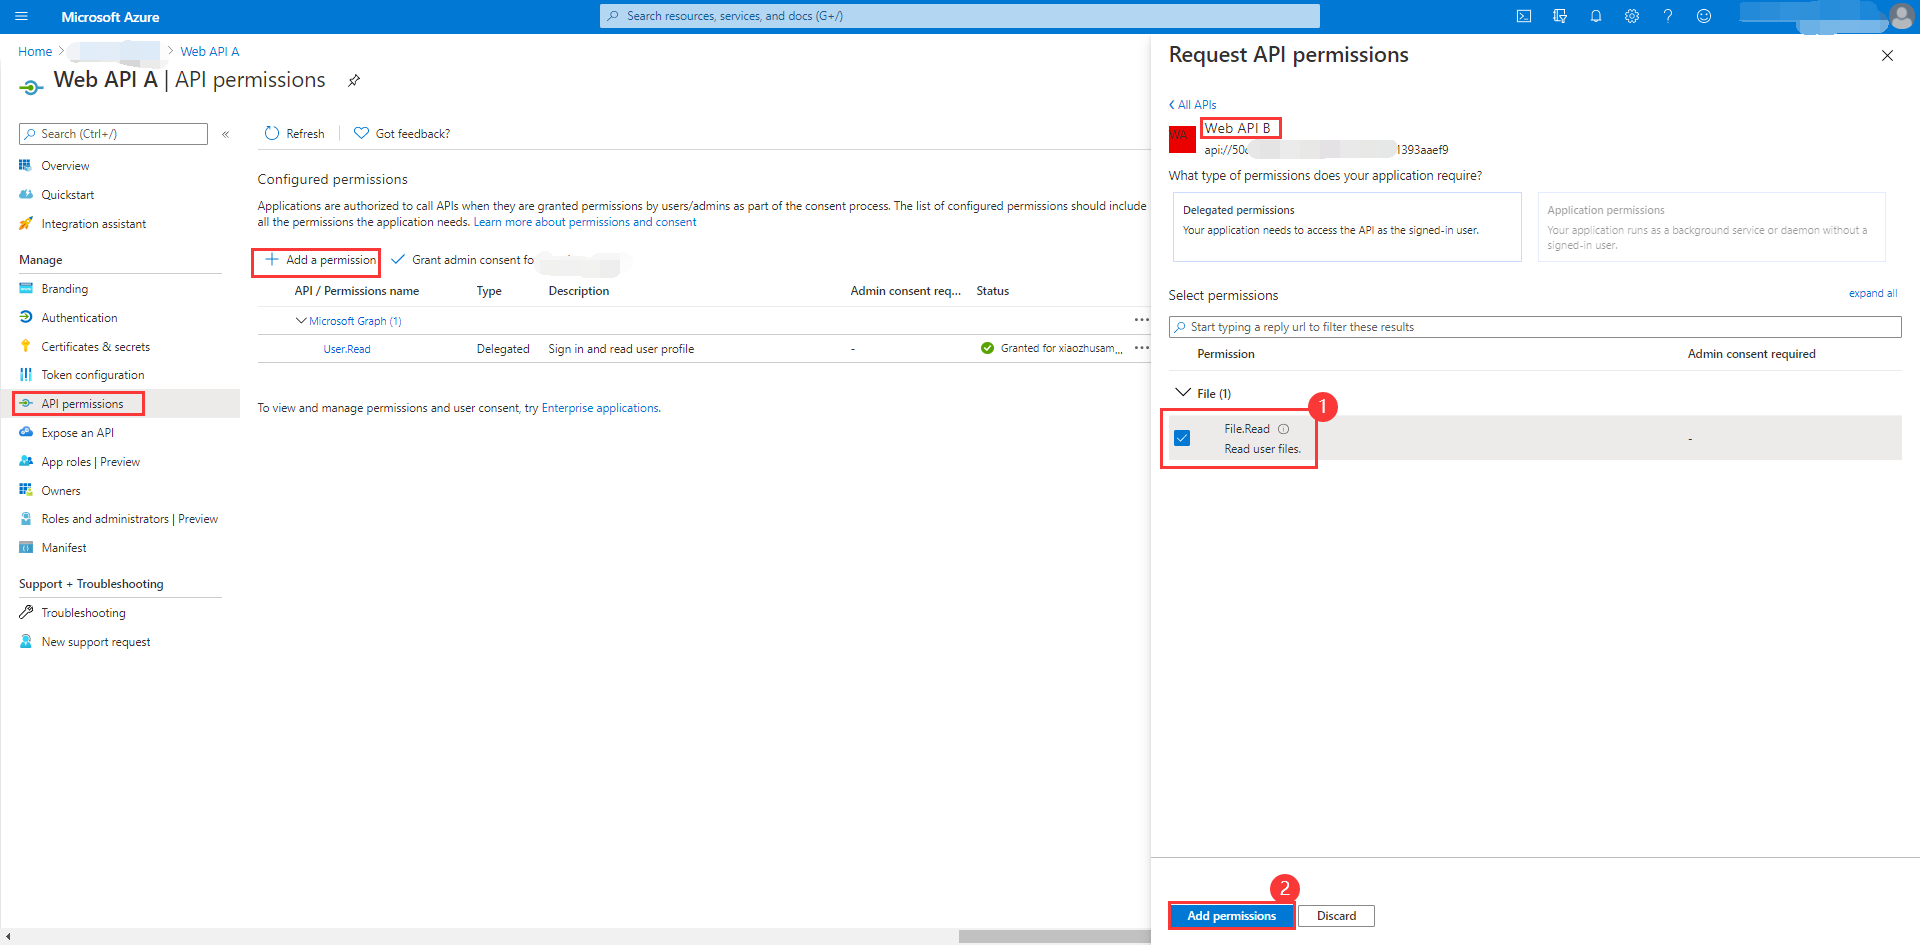 Microsoft Azure
Search resources, services, and docs (G+/)
Home
Web API A
Web API A | API permissions
Search (Ctrl+/)
«
Overview
Quickstart
Integration assistant
Manage
Branding
Authentication
Certificates & secrets
Token configuration
API permissions
Expose an API
App roles | Preview
Owners
Roles and administrators | Preview
Manifest
Support + Troubleshooting
Troubleshooting
New support request
Refresh
Got feedback?
Configured permissions
Applications are authorized to call APIs when they are granted permissions by users/admins as part of the consent process. The list of configured permissions should include
all the permissions the application needs. Learn more about permissions and consent
Add a permission
Grant admin consent fo
API / Permissions name Type Description Admin consent req... Status
Microsoft Graph (1)
User.Read Delegated Sign in and read user profile - Granted for xiaozhusam...
To view and manage permissions and user consent, try Enterprise applications.
Request API permissions
All APIs
WA
Web API B
api://50 1393aaef9
What type of permissions does your application require?
Delegated permissions
Your application needs to access the API as the signed-in user.
Application permissions
Your application runs as a background service or daemon without a
signed-in user.
Select permissions
expand all
Start typing a reply url to filter these results
Permission Admin consent required
File (1)
1
File.Read
Read user files.
-
2
Add permissions
Discard